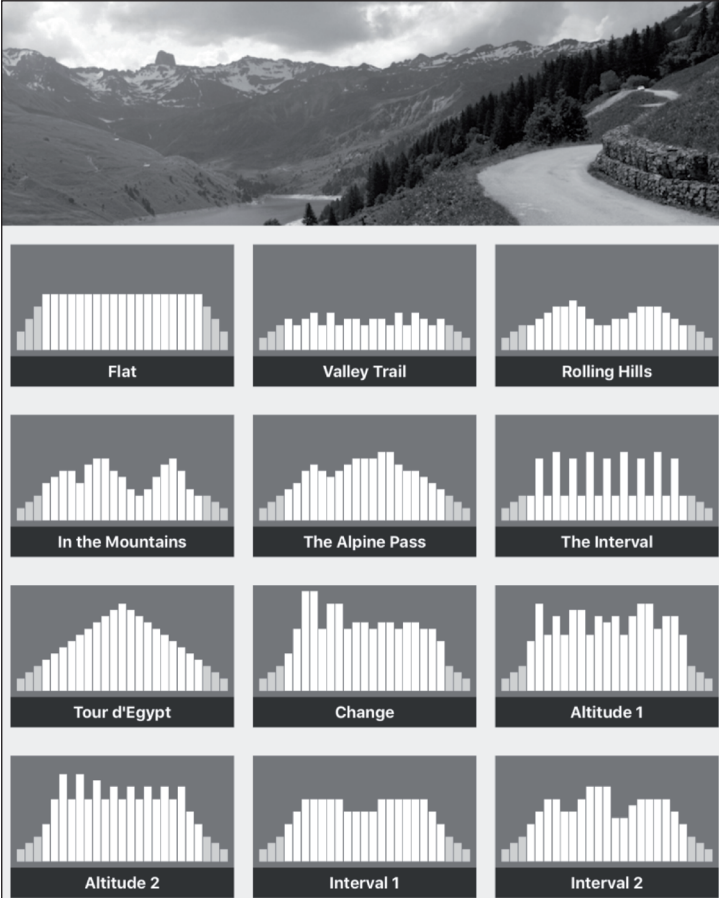 Flat
Valley Trail
Rolling Hills
In the Mountains
The Alpine Pass
The Interval
Tour d'Egypt
Change
Altitude 1
Altitude 2
Interval 1
Interval 2